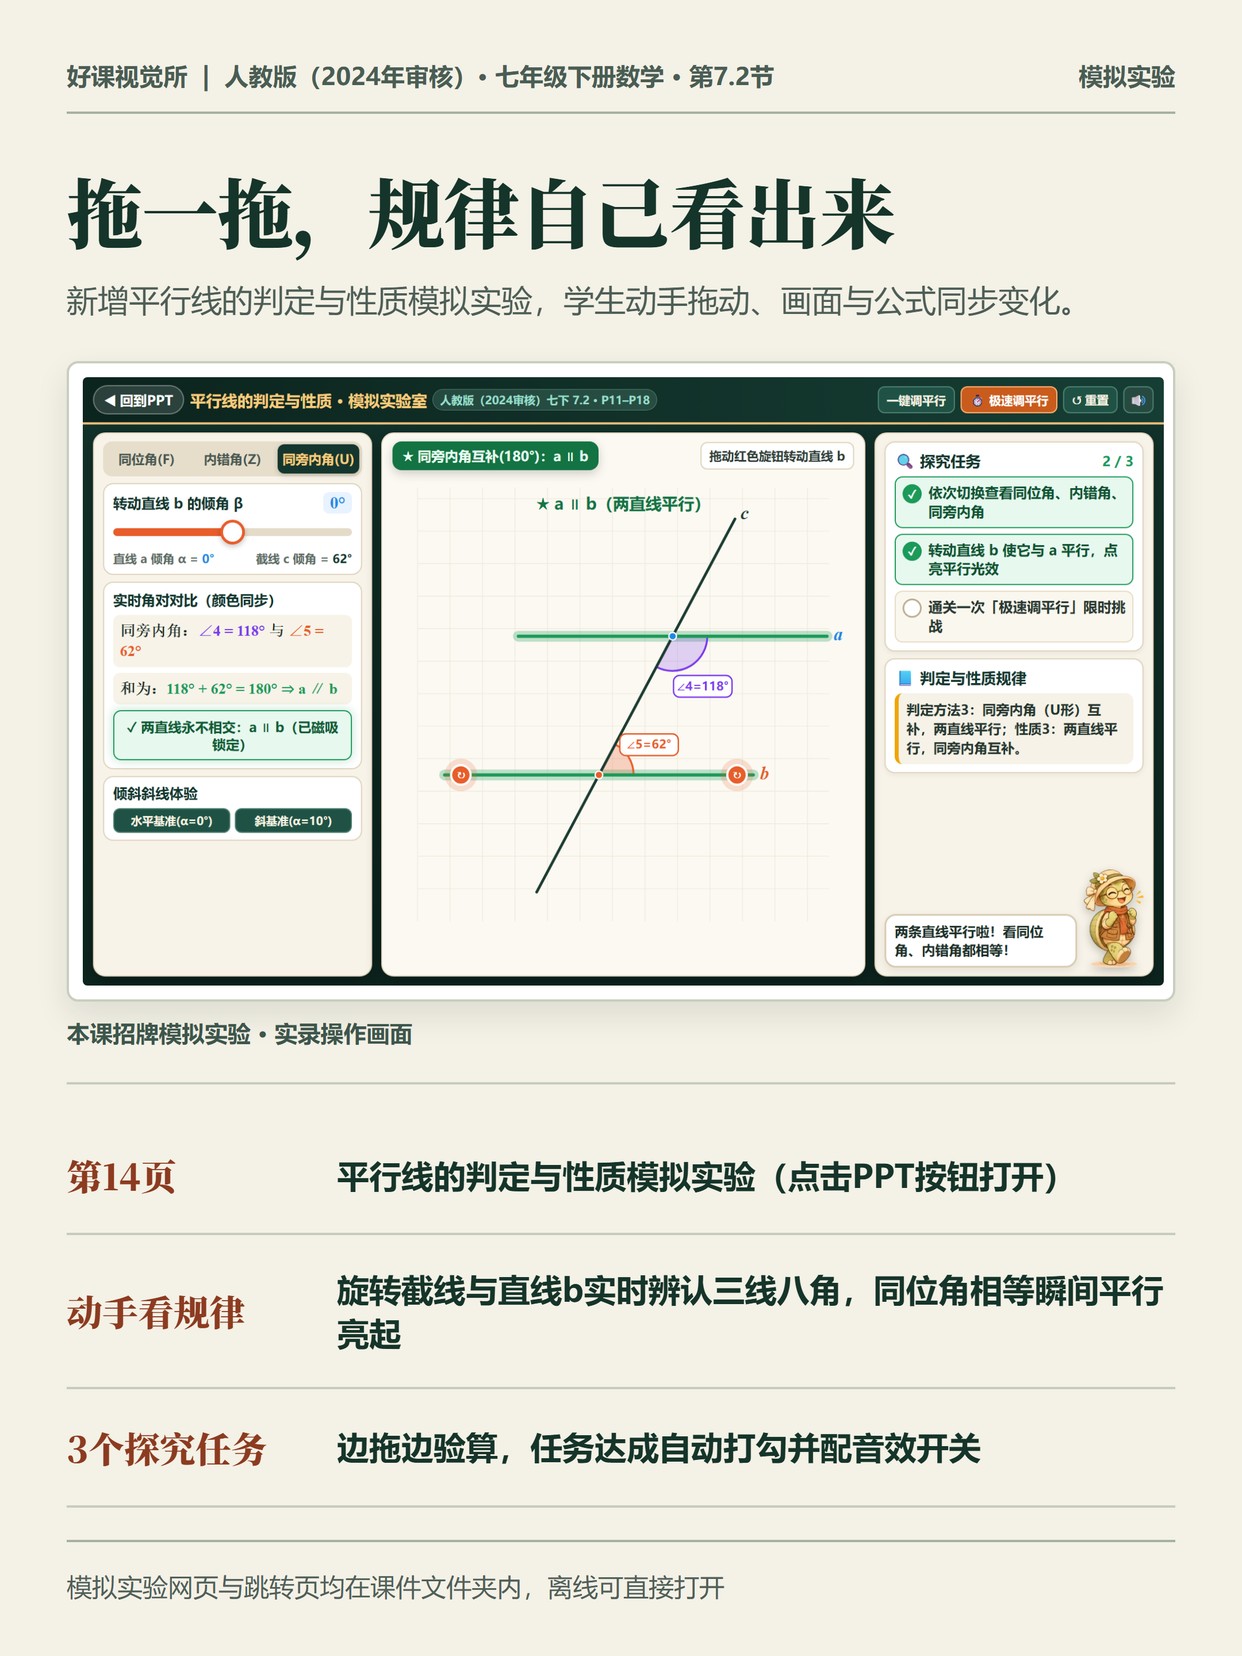 好课视觉所 | 人教版（2024年审核）• 七年级下册数学 • 第7.2节
模拟实验
拖一拖，规律自己看出来
新增平行线的判定与性质模拟实验，学生动手拖动、画面与公式同步变化。
◀ 回到PPT
平行线的判定与性质 • 模拟实验室
人教版（2024审核）七下 7.2 • P11–P18
一键调平行
极速调平行
↺ 重置
同位角(F)
内错角(Z)
同旁内角(U)
转动直线 b 的倾角 β
0°
直线 a 倾角 α = 0°
截线 c 倾角 = 62°
实时角对对比（颜色同步）
同旁内角：∠4 = 118° 与 ∠5 =
62°
和为：118° + 62° = 180° ⇒ a ∥ b
✓ 两直线永不相交：a ∥ b（已磁吸
锁定）
倾斜斜线体验
水平基准(α=0°)
斜基准(α=10°)
★ 同旁内角互补(180°)：a ∥ b
拖动红色旋钮转动直线 b
★ a ∥ b（两直线平行）
c
a
∠4=118°
∠5=62°
b
探究任务
2 / 3
依次切换查看同位角、内错角、
同旁内角
转动直线 b 使它与 a 平行，点
亮平行光效
通关一次「极速调平行」限时挑
战
判定与性质规律
判定方法3：同旁内角（U形）互
补，两直线平行；性质3：两直线平
行，同旁内角互补。
两条直线平行啦！看同位
角、内错角都相等！
本课招牌模拟实验 • 实录操作画面
第14页
平行线的判定与性质模拟实验（点击PPT按钮打开）
动手看规律
旋转截线与直线b实时辨认三线八角，同位角相等瞬间平行
亮起
3个探究任务
边拖边验算，任务达成自动打勾并配音效开关
模拟实验网页与跳转页均在课件文件夹内，离线可直接打开